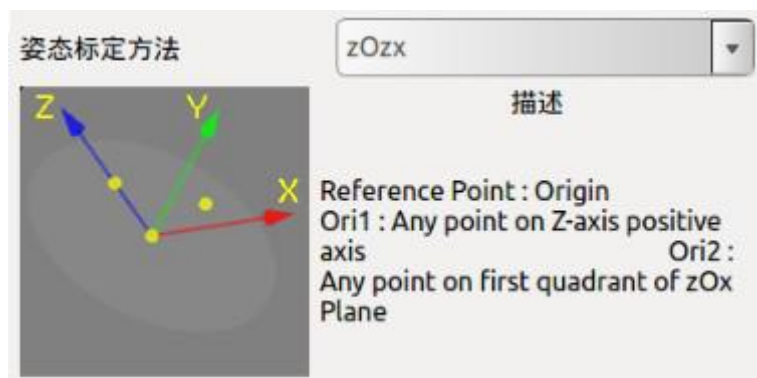 姿态标定方法
zOzx
描述
Z
Y
X
Reference Point : Origin
Ori1 : Any point on Z-axis positive
axis Ori2 :
Any point on first quadrant of zOx
Plane